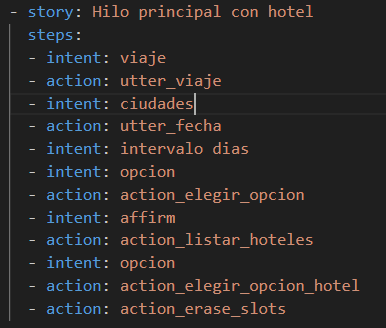 - story: Hilo principal con hotel
steps:
- intent: viaje
- action: utter_viaje
- intent: ciudades
- action: utter_fecha
- intent: intervalo dias
- intent: opcion
- action: action_elegir_opcion
- intent: affirm
- action: action_listar_hoteles
- intent: opcion
- action: action_elegir_opcion_hotel
- action: action_erase_slots